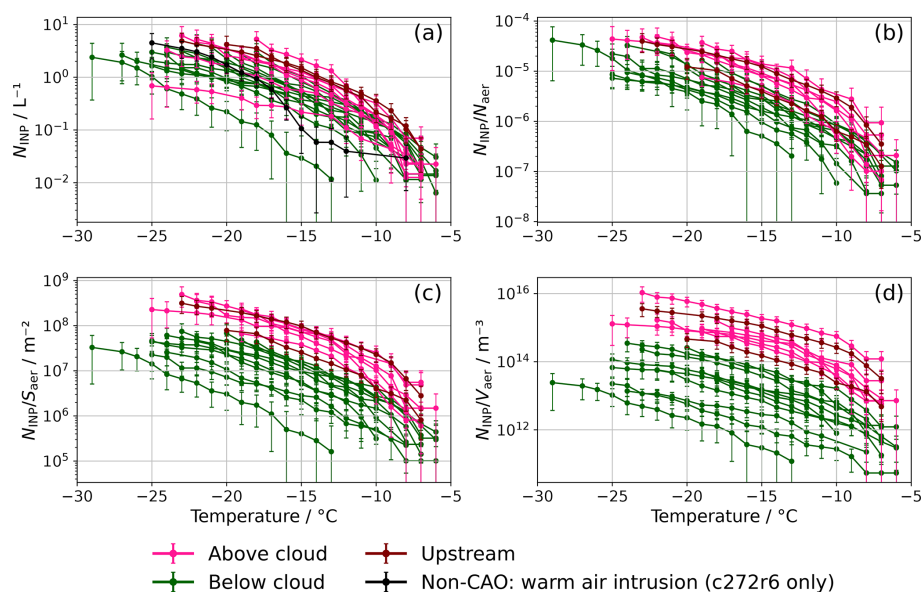 10¹
10⁰
10⁻¹
10⁻²
N_INP / L⁻¹
(a)
−30 −25 −20 −15 −10 −5
10⁻⁴
10⁻⁵
10⁻⁶
10⁻⁷
10⁻⁸
N_INP/N_aer
(b)
−30 −25 −20 −15 −10 −5
10⁹
10⁸
10⁷
10⁶
10⁵
N_INP/S_aer / m⁻²
(c)
−30 −25 −20 −15 −10 −5
Temperature / °C
10¹⁶
10¹⁴
10¹²
N_INP/V_aer / m⁻³
(d)
−30 −25 −20 −15 −10 −5
Temperature / °C
Above cloud
Below cloud
Upstream
Non-CAO: warm air intrusion (c272r6 only)